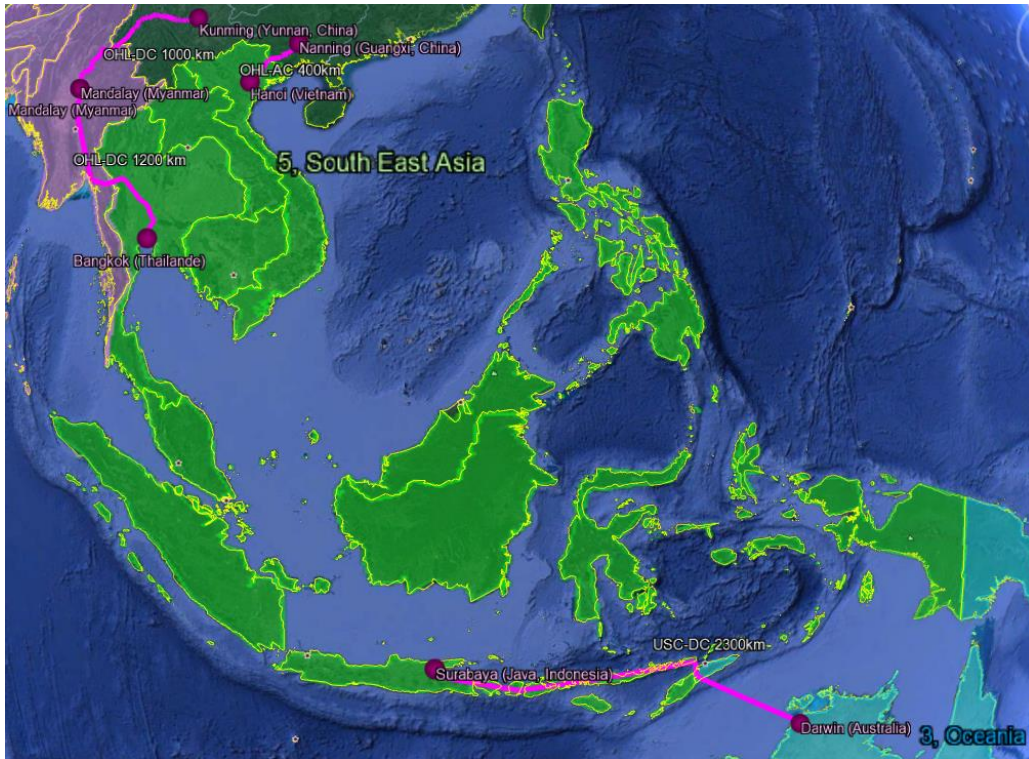 Kunming (Yunnan, China)
Nanning (Guangxi, China)
OHL-DC 1000 km
OHL-AC 400km
Mandalay (Myanmar)
Hanoi (Vietnam)
Mandalay (Myanmar)
OHL-DC 1200 km
5, South East Asia
Bangkok (Thailande)
USC-DC 2300km
Surabaya (Java, Indonesia)
Darwin (Australia)
3, Oceania